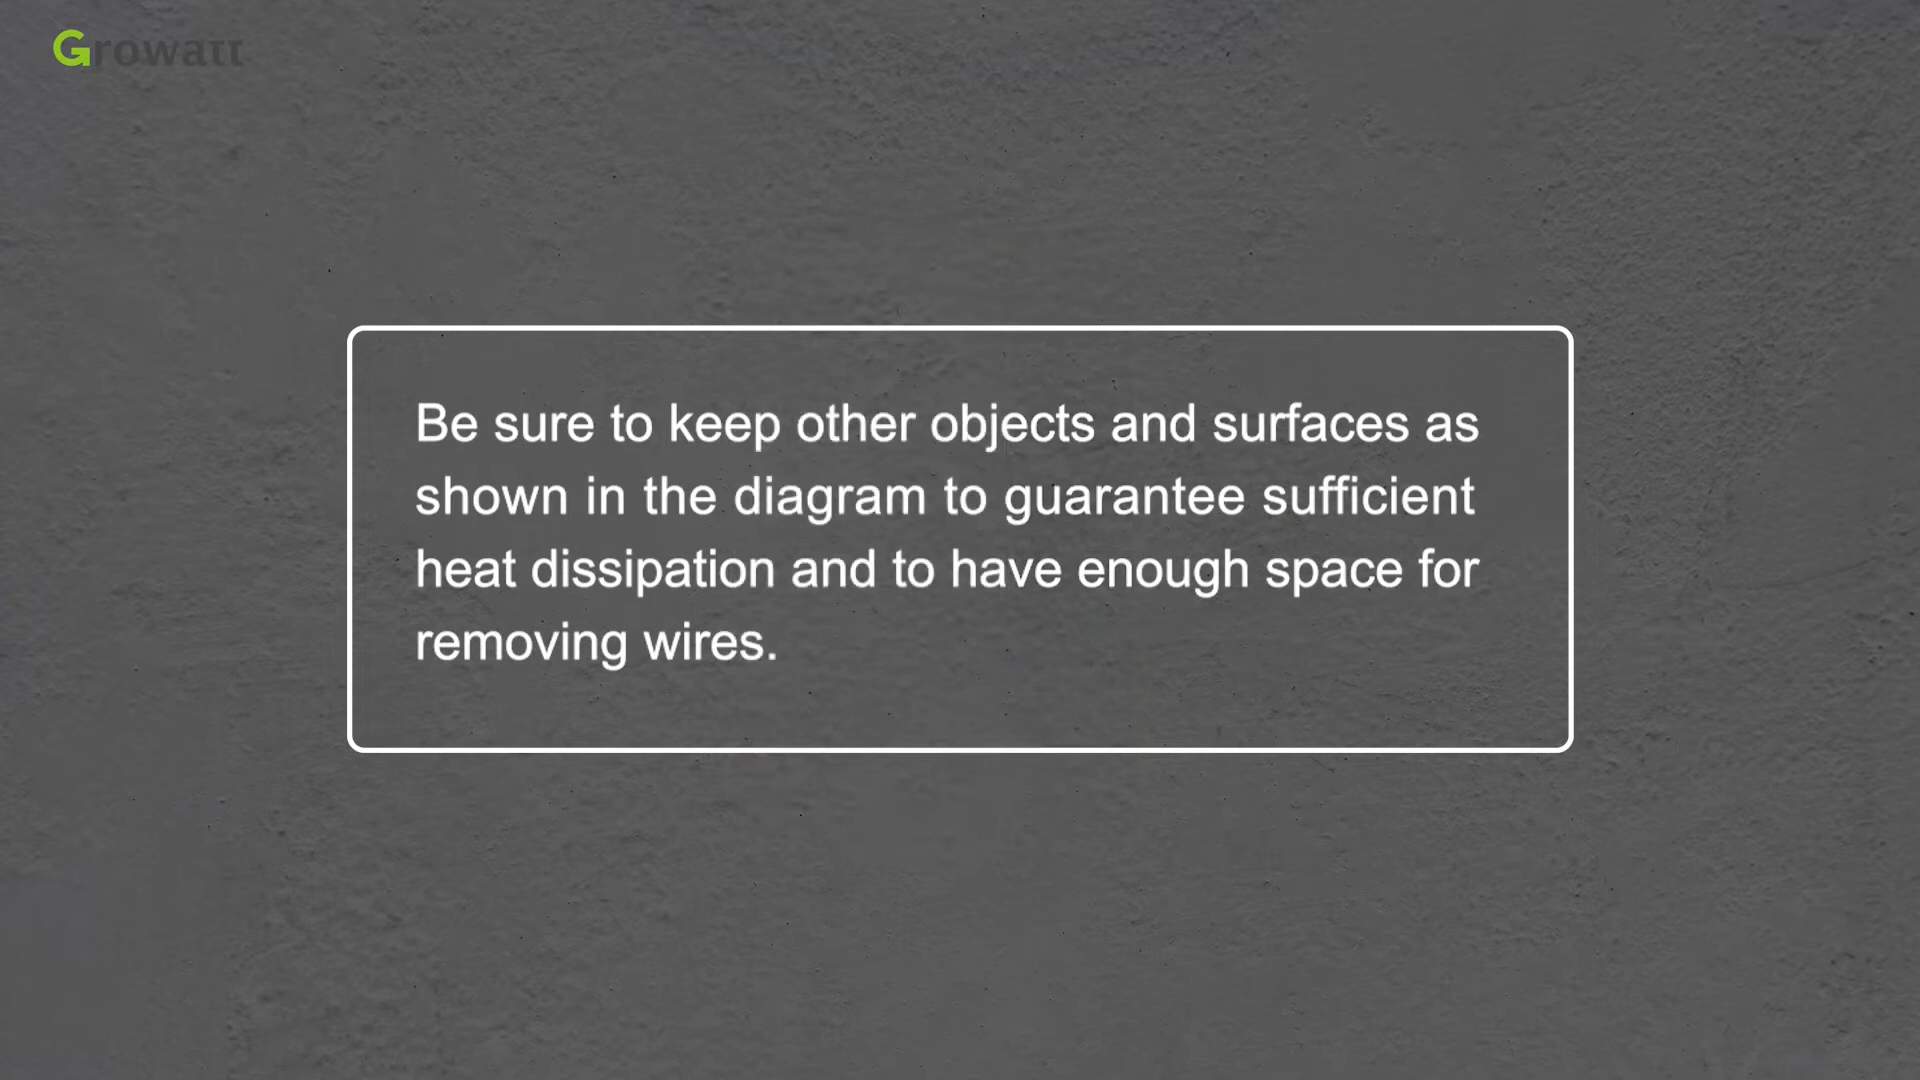 Growatt
Be sure to keep other objects and surfaces as
shown in the diagram to guarantee sufficient
heat dissipation and to have enough space for
removing wires.